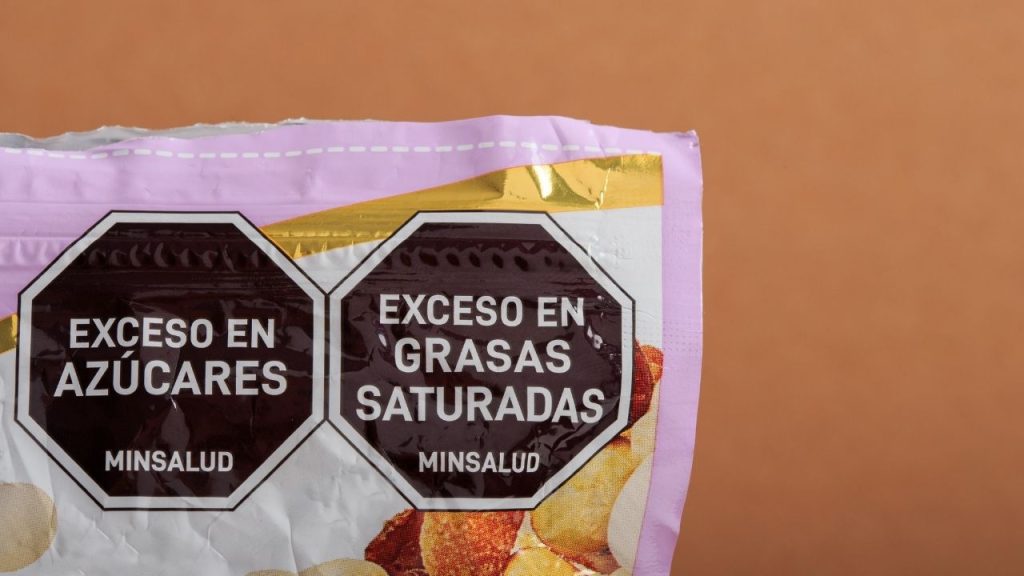 EXCESO EN
AZÚCARES
MINSALUD
EXCESO EN
GRASAS
SATURADAS
MINSALUD